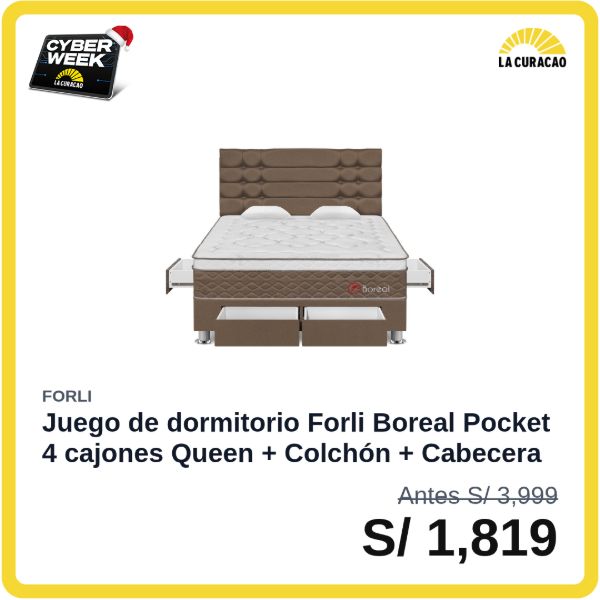 CYBER
WEEK
LA CURACAO
LA CURACAO
Boreal
FORLI
Juego de dormitorio Forli Boreal Pocket
4 cajones Queen + Colchón + Cabecera
Antes S/ 3,999
S/ 1,819